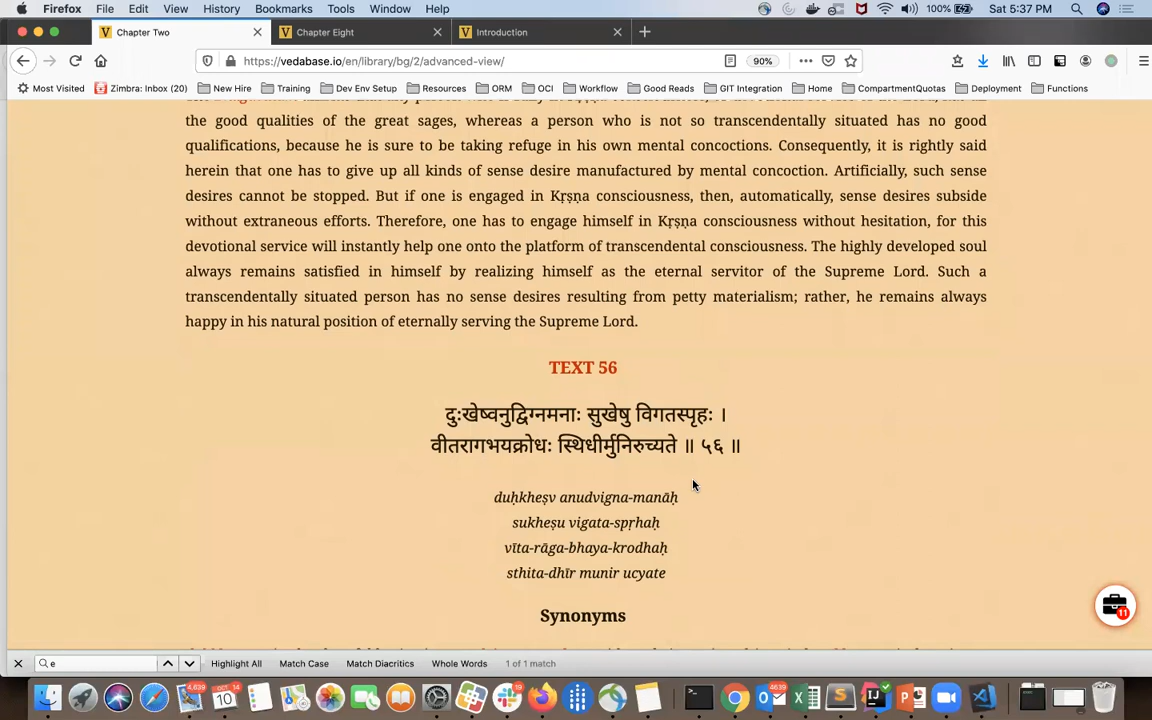 Firefox File Edit View History Bookmarks Tools Window Help 100% Sat 5:37 PM
Chapter Two Chapter Eight Introduction
https://vedabase.io/en/library/bg/2/advanced-view/ 90%
Most Visited Zimbra: Inbox (20) New Hire Training Dev Env Setup Resources OCI ORM Workflow Good Reads GIT Integration Home CompartmentQuotas Deployment Functions
the good qualities of the great sages, whereas a person who is not so transcendentally situated has no good
qualifications, because he is sure to be taking refuge in his own mental concoctions. Consequently, it is rightly said
herein that one has to give up all kinds of sense desire manufactured by mental concoction. Artificially, such sense
desires cannot be stopped. But if one is engaged in Kṛṣṇa consciousness, then, automatically, sense desires subside
without extraneous efforts. Therefore, one has to engage himself in Kṛṣṇa consciousness without hesitation, for this
devotional service will instantly help one onto the platform of transcendental consciousness. The highly developed soul
always remains satisfied in himself by realizing himself as the eternal servitor of the Supreme Lord. Such a
transcendentally situated person has no sense desires resulting from petty materialism; rather, he remains always
happy in his natural position of eternally serving the Supreme Lord.
TEXT 56
दुःखेष्वनुद्विग्नमनाः सुखेषु विगतस्पृहः ।
वीतरागभयक्रोधः स्थिधीर्मुनिरुच्यते ॥ ५६ ॥
duḥkheṣv anudvigna-manāḥ
sukheṣu vigata-spṛhaḥ
vīta-rāga-bhaya-krodhaḥ
sthita-dhīr munir ucyate
Synonyms
11
e Highlight All Match Case Match Diacritics Whole Words 1 of 1 match
4,639 OCT 10 14 19 4639